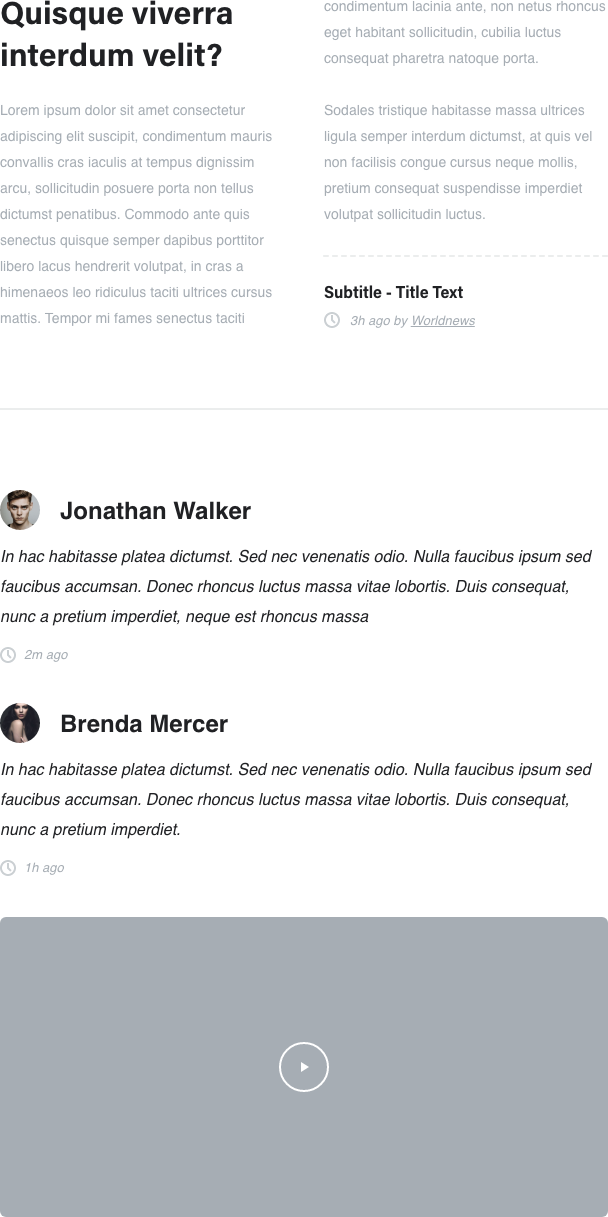 Quisque viverra
interdum velit?
Lorem ipsum dolor sit amet consectetur
adipiscing elit suscipit, condimentum mauris
convallis cras iaculis at tempus dignissim
arcu, sollicitudin posuere porta non tellus
dictumst penatibus. Commodo ante quis
senectus quisque semper dapibus porttitor
libero lacus hendrerit volutpat, in cras a
himenaeos leo ridiculus taciti ultrices cursus
mattis. Tempor mi fames senectus taciti
condimentum lacinia ante, non netus rhoncus
eget habitant sollicitudin, cubilia luctus
consequat pharetra natoque porta.
Sodales tristique habitasse massa ultrices
ligula semper interdum dictumst, at quis vel
non facilisis congue cursus neque mollis,
pretium consequat suspendisse imperdiet
volutpat sollicitudin luctus.
Subtitle - Title Text
3h ago by Worldnews
Jonathan Walker
In hac habitasse platea dictumst. Sed nec venenatis odio. Nulla faucibus ipsum sed
faucibus accumsan. Donec rhoncus luctus massa vitae lobortis. Duis consequat,
nunc a pretium imperdiet, neque est rhoncus massa
2m ago
Brenda Mercer
In hac habitasse platea dictumst. Sed nec venenatis odio. Nulla faucibus ipsum sed
faucibus accumsan. Donec rhoncus luctus massa vitae lobortis. Duis consequat,
nunc a pretium imperdiet.
1h ago